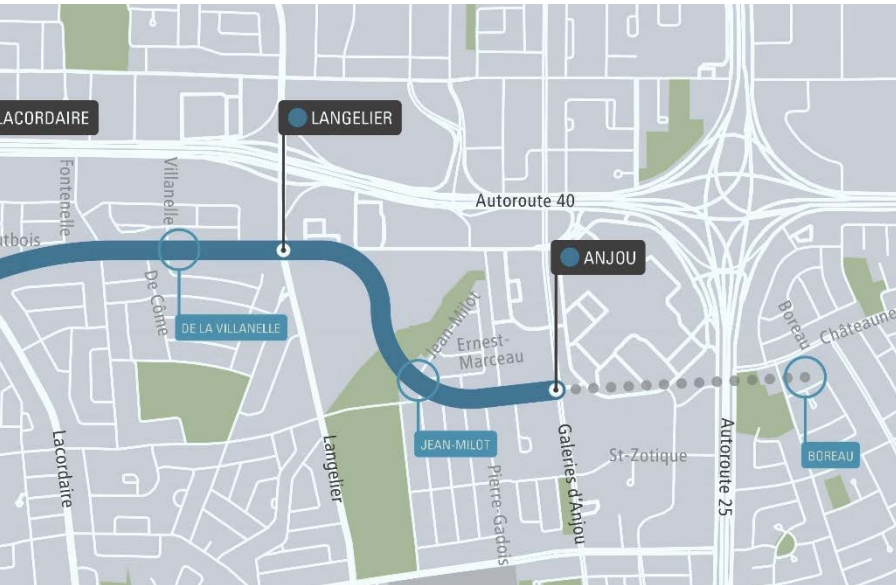 LACORDAIRE
LANGELIER
Fontenelle
Villanelle
Autoroute 40
utbois
ANJOU
De Côme
DE LA VILLANELLE
Jean-Milot
Ernest-
Marceau
Boreau
Châteaune
JEAN-MILOT
BOREAU
Lacordaire
Langelier
Pierre-Gadois
Galeries d'Anjou
St-Zotique
Autoroute 25